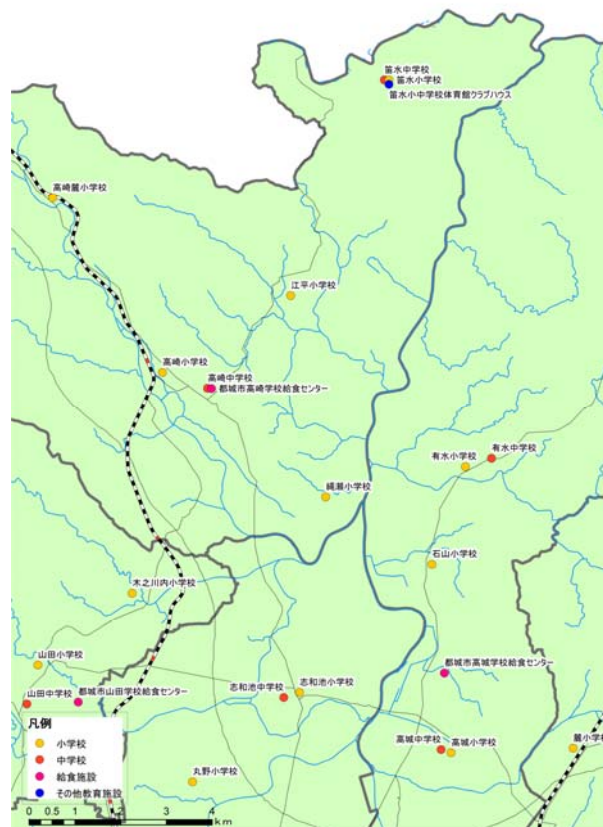 笛水中学校
笛水小学校
笛水小中学校体育館クラブハウス
高崎麓小学校
江平小学校
高崎小学校
高崎中学校
都城市高崎学校給食センター
有水中学校
有水小学校
縄瀬小学校
石山小学校
木之川内小学校
山田小学校
都城市高城学校給食センター
山田中学校
都城市山田学校給食センター
志和池中学校
志和池小学校
高城中学校
高城小学校
麓小学校
丸野小学校
凡例
小学校
中学校
給食施設
その他教育施設
0 0.5 1 2 3 4
km